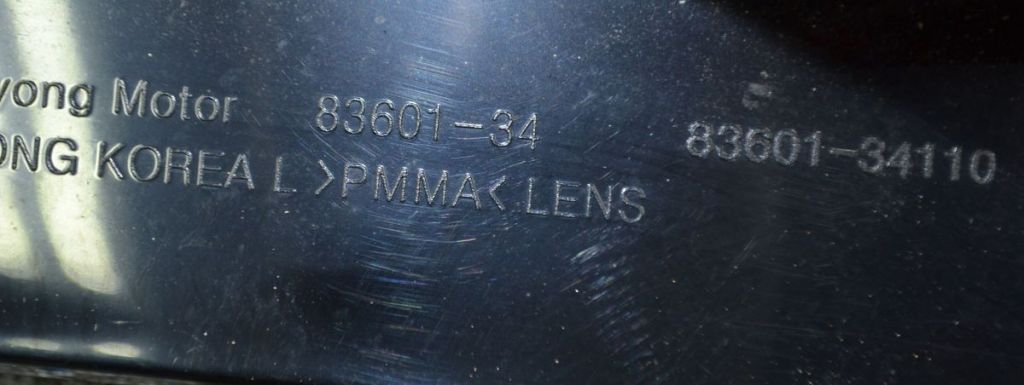 yong Motor 83601-34 83601-34110
ONG KOREA L >PMMA< LENS